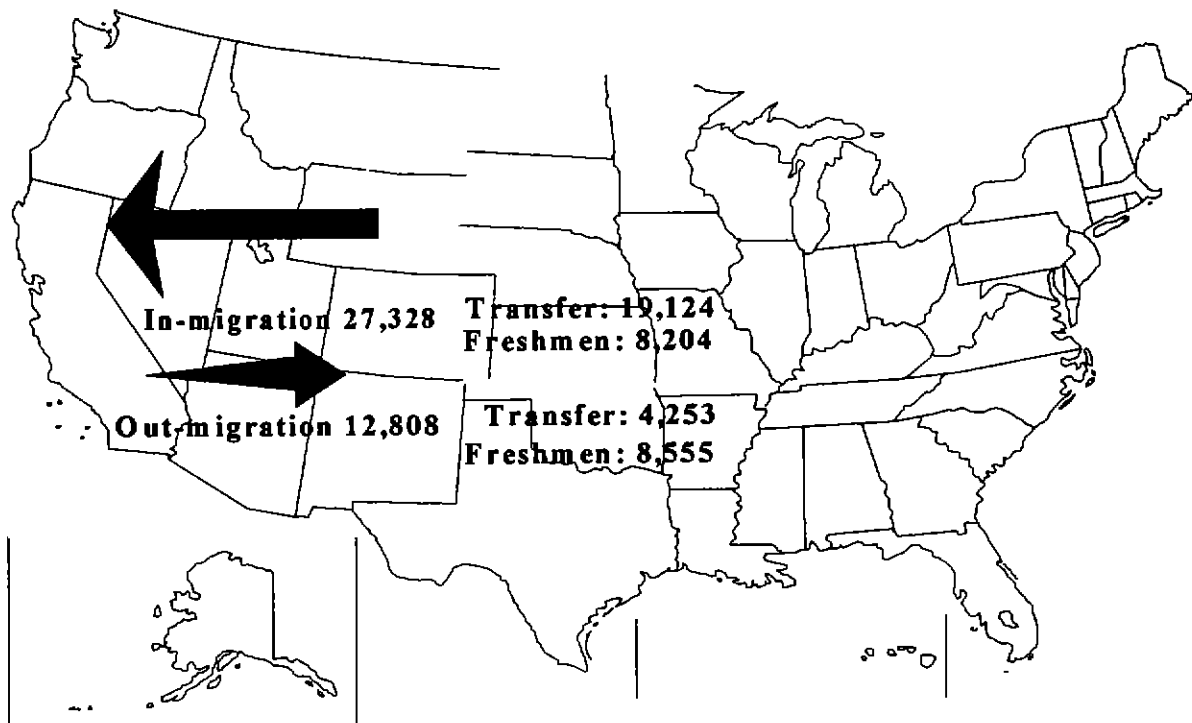 In-migration 27,328
Transfer: 19,124
Freshmen: 8,204
Out-migration 12,808
Transfer: 4,253
Freshmen: 8,555